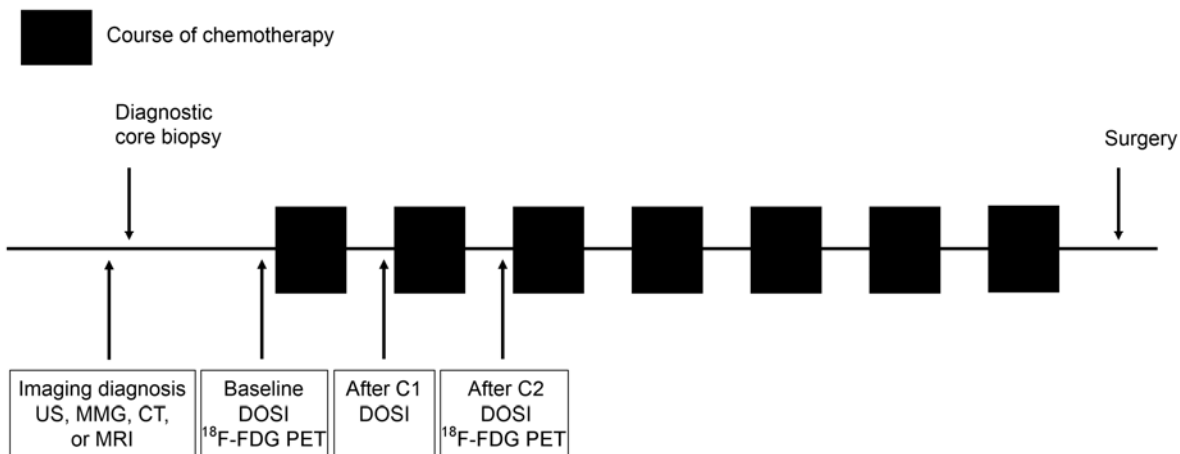 Course of chemotherapy
Diagnostic
core biopsy
Surgery
Imaging diagnosis
US, MMG, CT,
or MRI
Baseline
DOSI
¹⁸F-FDG PET
After C1
DOSI
After C2
DOSI
¹⁸F-FDG PET